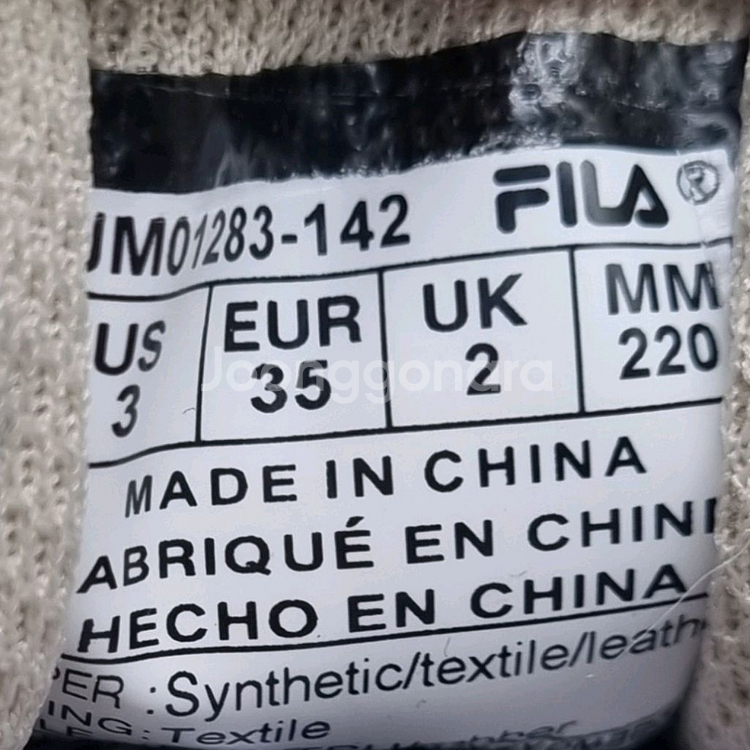 JM01283-142 FILA®
US EUR UK MM
3 35 2 220
Joonggonara
MADE IN CHINA
ABRIQUÉ EN CHIN
HECHO EN CHINA
PER : Synthetic/textile/leath
ING: Textile